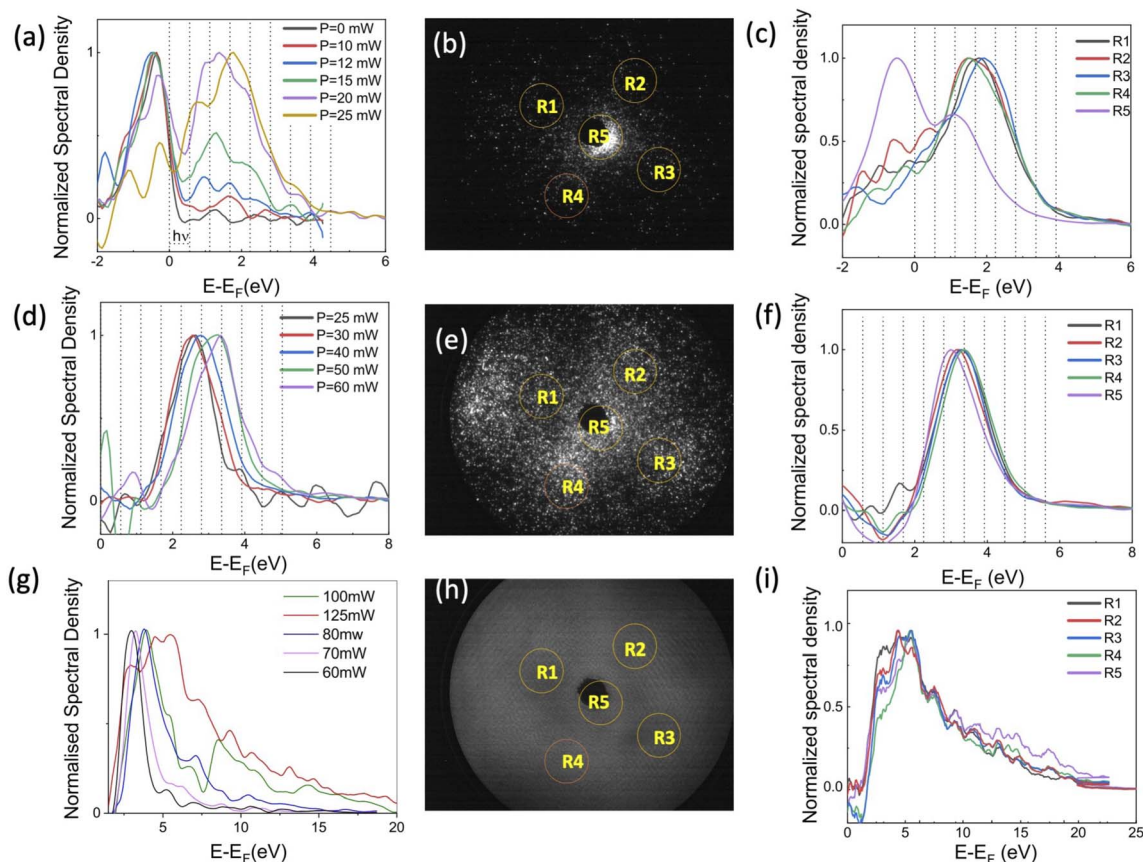 (a)
Normalized Spectral Density
P=0 mW
P=10 mW
P=12 mW
P=15 mW
P=20 mW
P=25 mW
1
0
hν
-2 0 2 4 6
E-E_F(eV)
(b)
R1
R2
R5
R3
R4
(c)
Normalized Spectral Density
R1
R2
R3
R4
R5
1.0
0.5
0.0
-2 0 2 4 6
E-E_F (eV)
(d)
Normalized Spectral Density
P=25 mW
P=30 mW
P=40 mW
P=50 mW
P=60 mW
1
0
0 2 4 6 8
E-E_F(eV)
(e)
R1
R2
R5
R3
R4
(f)
Normalized Spectral Density
R1
R2
R3
R4
R5
1.0
0.5
0.0
0 2 4 6 8
E-E_F (eV)
(g)
Normalised Spectral Density
100mW
125mW
80mw
70mW
60mW
1
0
5 10 15 20
E-E_F(eV)
(h)
R1
R2
R5
R3
R4
(i)
Normalized spectral density
R1
R2
R3
R4
R5
1.0
0.5
0.0
0 5 10 15 20 25
E-E_F (eV)